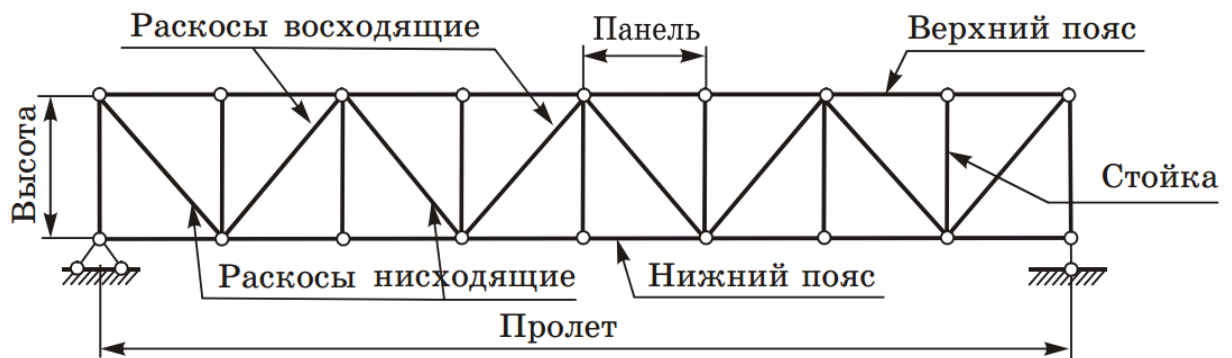 Раскосы восходящие
Панель
Верхний пояс
Высота
Стойка
Раскосы нисходящие
Нижний пояс
Пролет